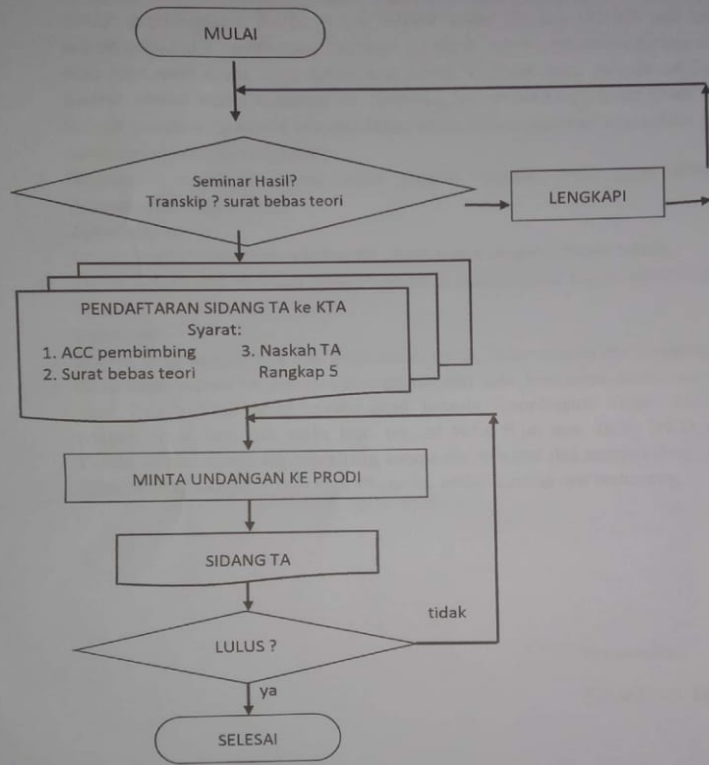 MULAI
Seminar Hasil?
Transkip ? surat bebas teori
LENGKAPI
PENDAFTARAN SIDANG TA ke KTA
Syarat:
1. ACC pembimbing
2. Surat bebas teori
3. Naskah TA
Rangkap 5
MINTA UNDANGAN KE PRODI
SIDANG TA
tidak
LULUS ?
ya
SELESAI